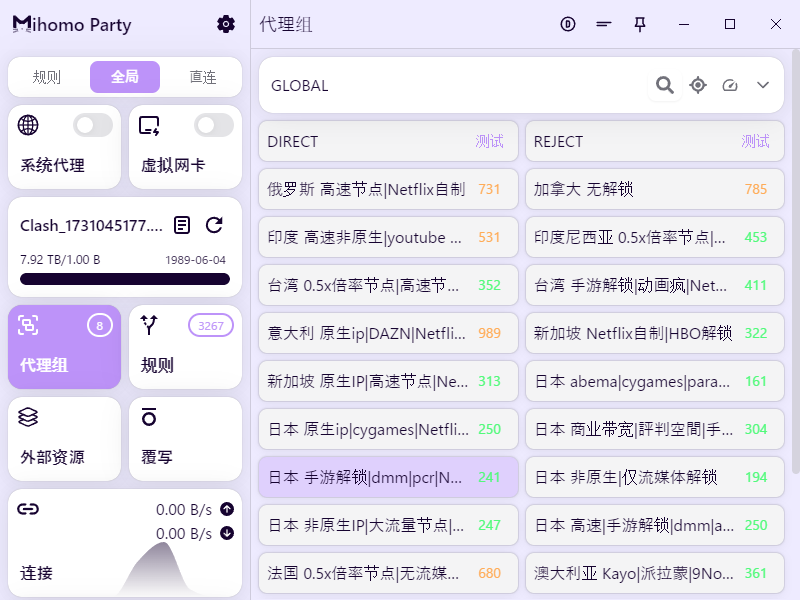 Mihomo Party
规则
全局
直连
系统代理
虚拟网卡
Clash_1731045177....
7.92 TB/1.00 B
1989-06-04
代理组
8
规则
3267
外部资源
覆写
0.00 B/s
0.00 B/s
连接
代理组
GLOBAL
DIRECT 测试
REJECT 测试
俄罗斯 高速节点|Netflix自制 731
加拿大 无解锁 785
印度 高速非原生|youtube ... 531
印度尼西亚 0.5x倍率节点|... 453
台湾 0.5x倍率节点|高速节... 352
台湾 手游解锁|动画疯|Net... 411
意大利 原生ip|DAZN|Netfli... 989
新加坡 Netflix自制|HBO解锁 322
新加坡 原生IP|高速节点|Ne... 313
日本 abema|cygames|para... 161
日本 原生ip|cygames|Netfli... 250
日本 商业带宽|評判空間|手... 304
日本 手游解锁|dmm|pcr|N... 241
日本 非原生|仅流媒体解锁 194
日本 非原生IP|大流量节点|... 247
日本 高速|手游解锁|dmm|a... 250
法国 0.5x倍率节点|无流媒... 680
澳大利亚 Kayo|派拉蒙|9No... 361